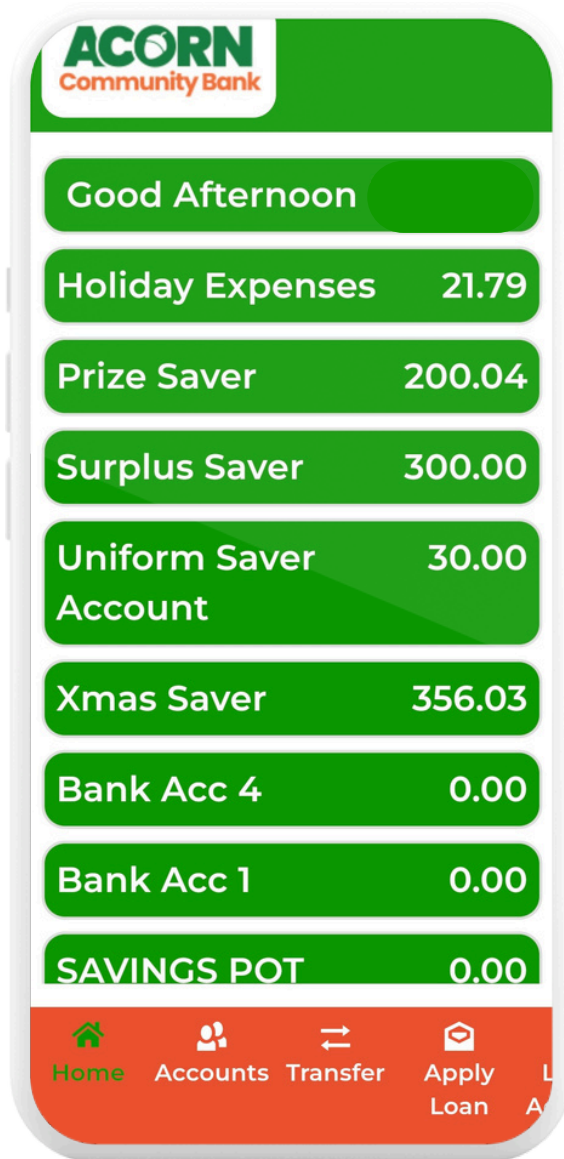 ACORN
Community Bank
Good Afternoon
Holiday Expenses 21.79
Prize Saver 200.04
Surplus Saver 300.00
Uniform Saver 30.00
Account
Xmas Saver 356.03
Bank Acc 4 0.00
Bank Acc 1 0.00
SAVINGS POT 0.00
Home Accounts Transfer Apply
Loan